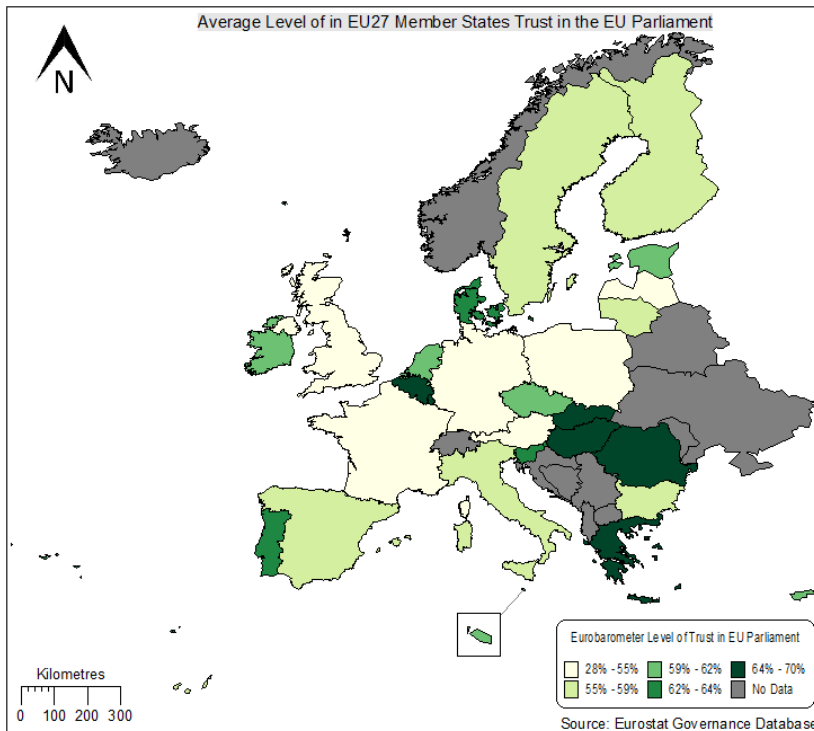 Average Level of in EU27 Member States Trust in the EU Parliament
N
Eurobarometer Level of Trust in EU Parliament
28% - 55% 59% - 62% 64% - 70%
55% - 59% 62% - 64% No Data
Kilometres
0 50 100 200 300
Source: Eurostat Governance Database